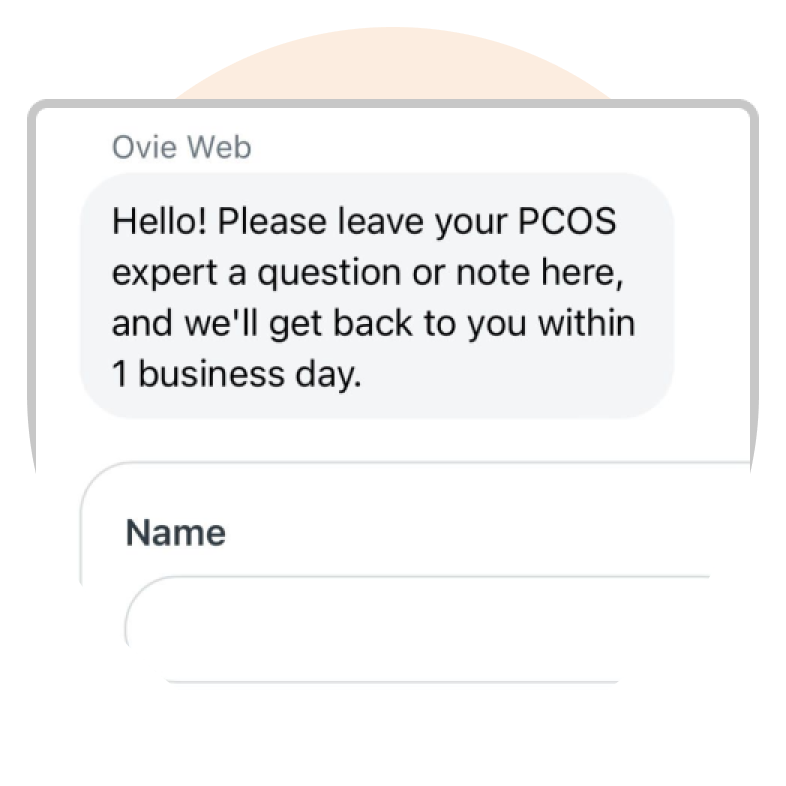 Ovie Web
Hello! Please leave your PCOS
expert a question or note here,
and we'll get back to you within
1 business day.
Name